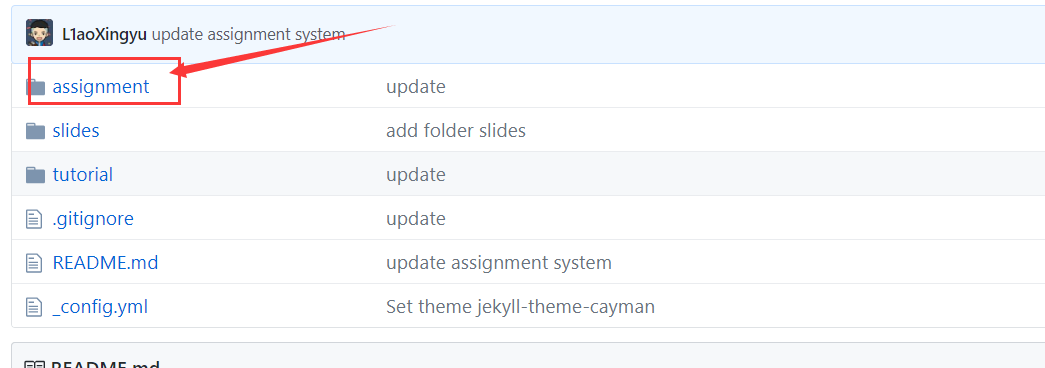 L1aoXingyu update assignment system
assignment update
slides add folder slides
tutorial update
.gitignore update
README.md update assignment system
_config.yml Set theme jekyll-theme-cayman
README.md